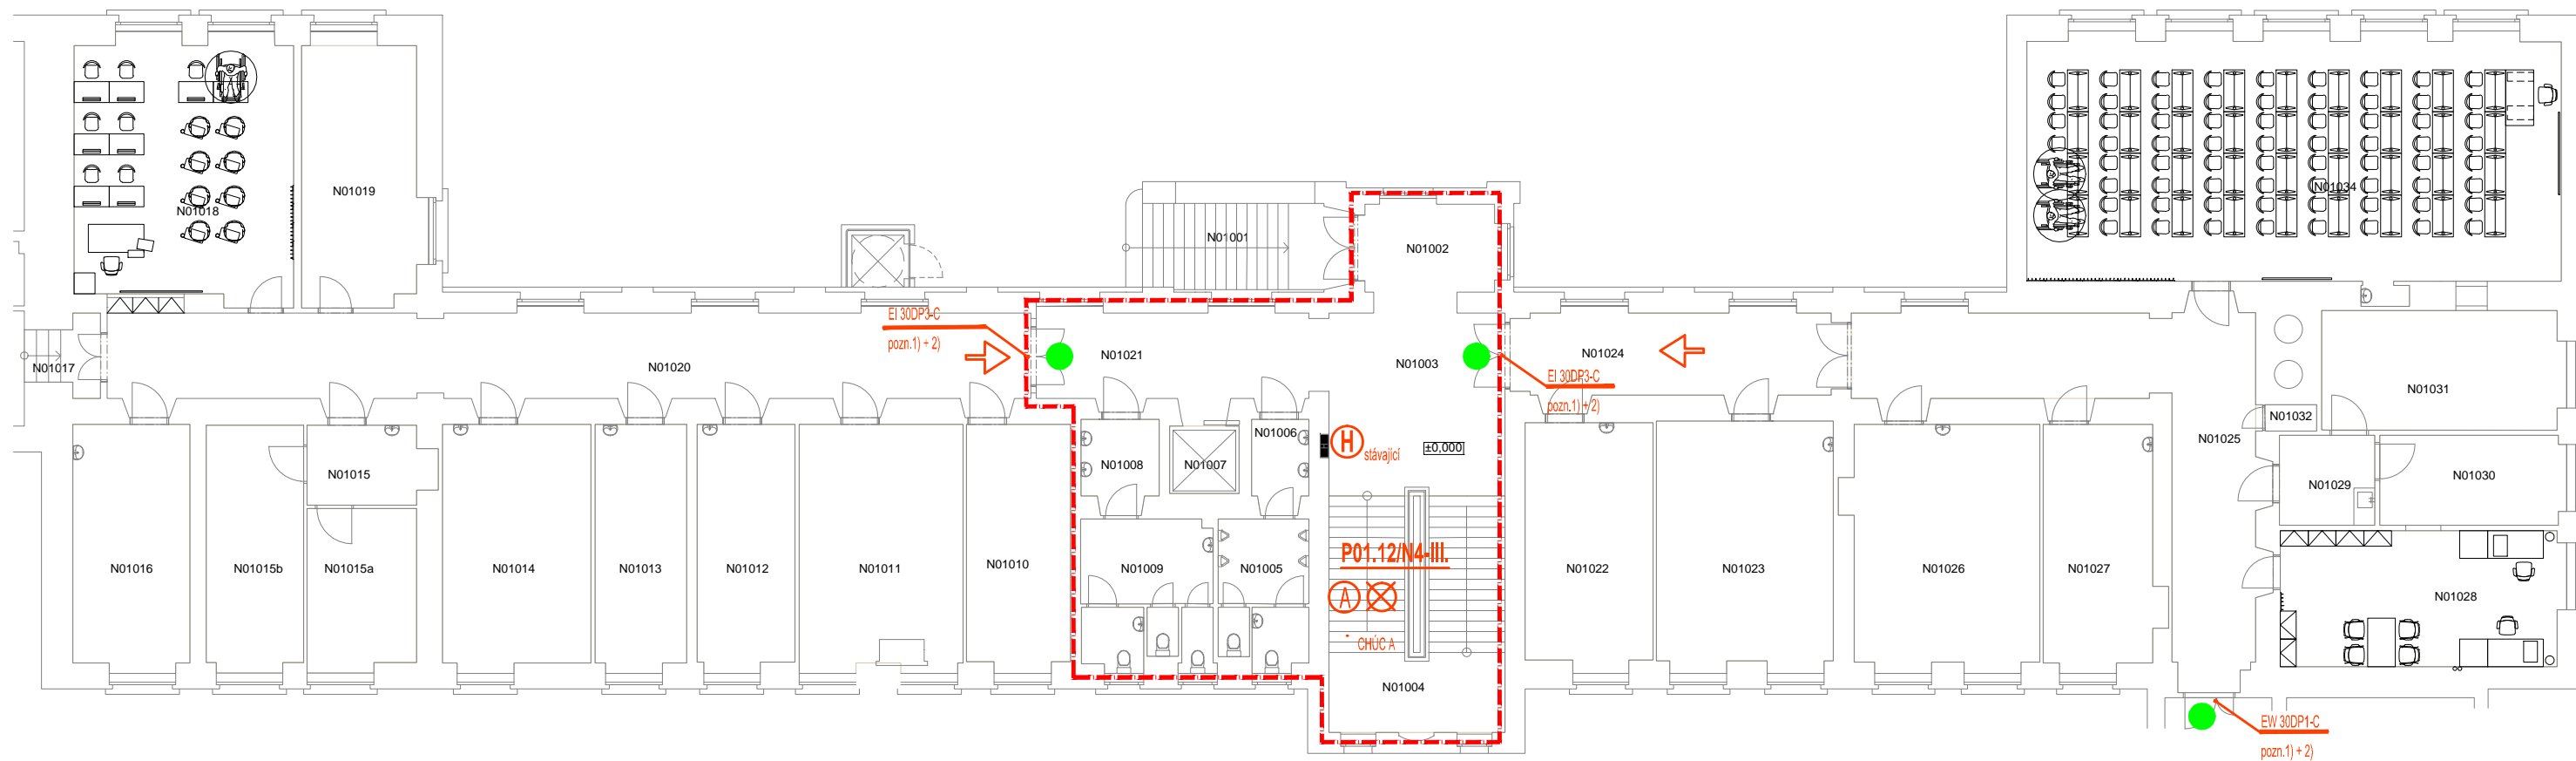 N01001
N01002
N01019
N01018
N01034
EI 30DP3-C
pozn.1) + 2)
N01017
N01020
N01021
N01003
N01024
EI 30DP3-C
pozn.1) + 2)
N01031
N01032
N01006
N01025
H
stávající
±0,000
N01008
N01007
N01015
N01029
N01030
P01.12/N4-III.
N01016
N01015b
N01015a
N01014
N01013
N01012
N01011
N01010
N01009
N01005
N01022
N01023
N01026
N01027
A
N01028
CHÚC A
N01004
EW 30DP1-C
pozn.1) + 2)